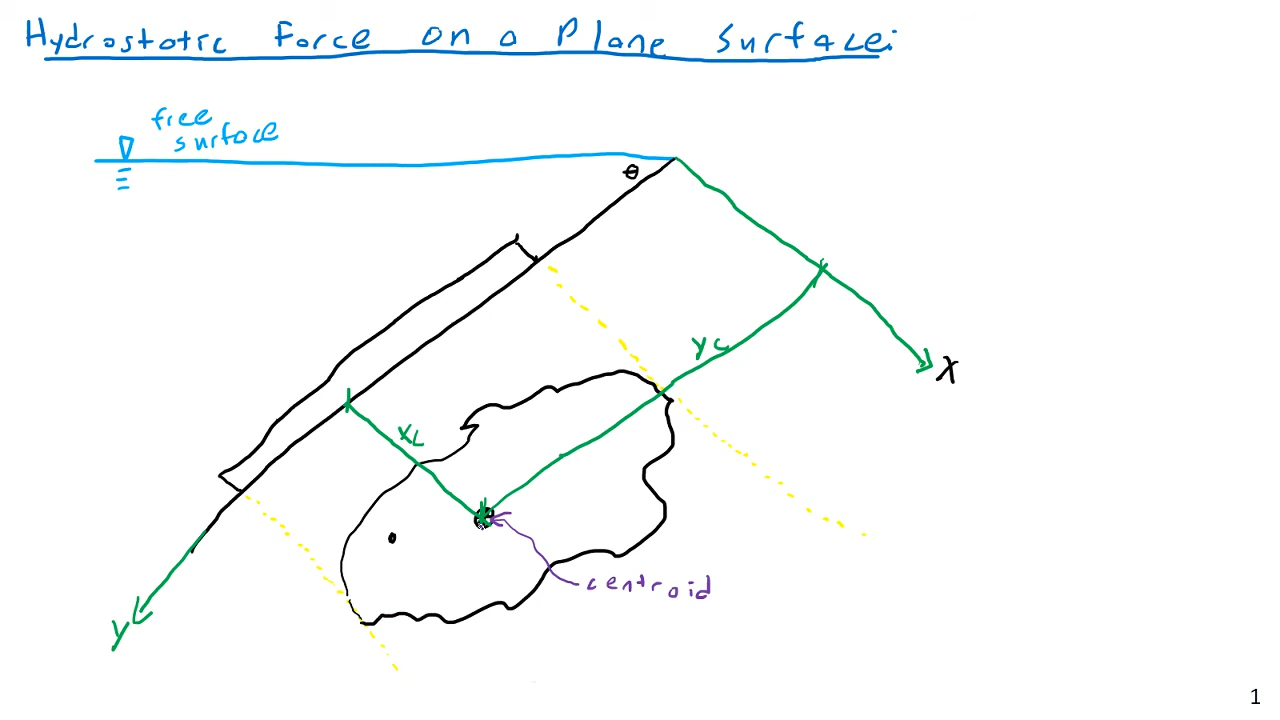 Hydrostatic Force on a Plane Surface:
free
surface
θ
yc
X
xc
centroid
y
1